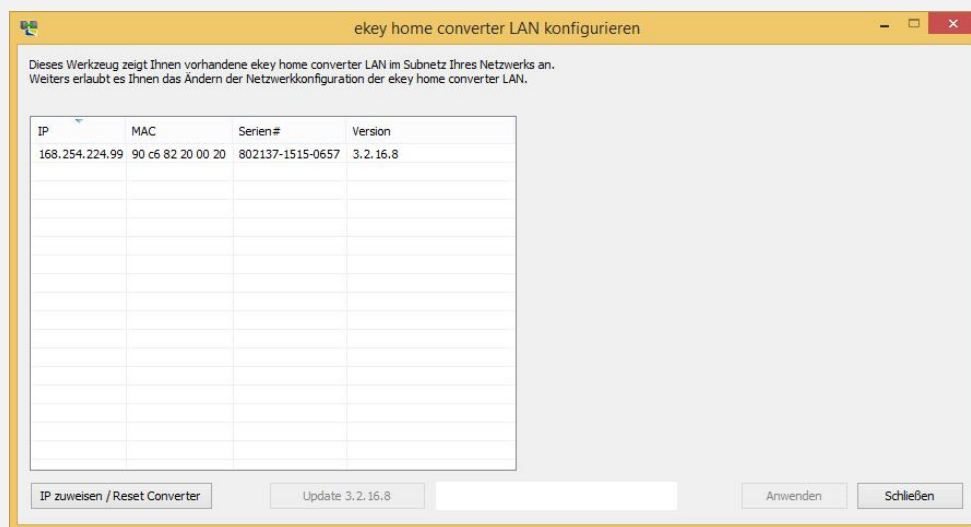 ekey home converter LAN konfigurieren
Dieses Werkzeug zeigt Ihnen vorhandene ekey home converter LAN im Subnetz Ihres Netzwerks an.
Weiters erlaubt es Ihnen das Ändern der Netzwerkkonfiguration der ekey home converter LAN.
IP MAC Serien# Version
168.254.224.99 90 c6 82 20 00 20 802137-1515-0657 3.2.16.8
IP zuweisen / Reset Converter Update 3.2.16.8 Anwenden Schließen